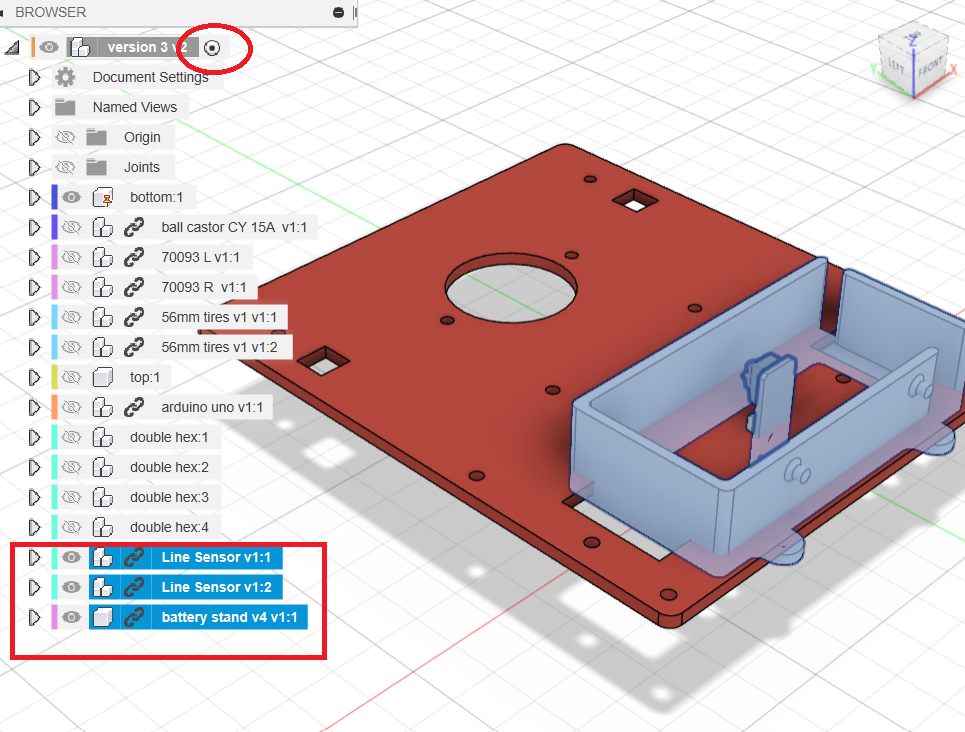 BROWSER
version 3 v2
Document Settings
Named Views
Origin
Joints
bottom:1
ball castor CY 15A v1:1
70093 L v1:1
70093 R v1:1
56mm tires v1 v1:1
56mm tires v1 v1:2
top:1
arduino uno v1:1
double hex:1
double hex:2
double hex:3
double hex:4
Line Sensor v1:1
Line Sensor v1:2
battery stand v4 v1:1
Z
LEFT
FRONT
Y
X